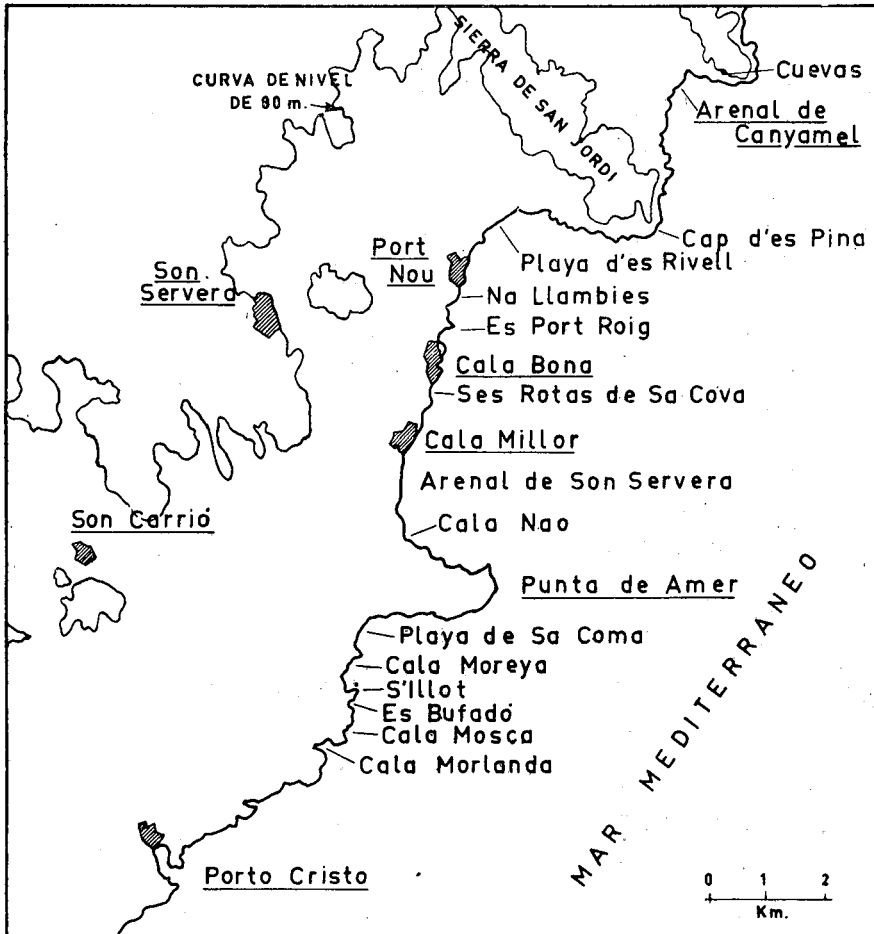 SIERRA DE SAN JORDI
CURVA DE NIVEL
DE 80 m.
Cuevas
Arenal de
Canyamel
Cap d'es Pina
Port
Nou
Playa d'es Rivell
Son
Servera
Na Llambies
Es Port Roig
Cala Bona
Ses Rotas de Sa Cova
Cala Millor
Arenal de Son Servera
Son Carrió
Cala Nao
Punta de Amer
Playa de Sa Coma
Cala Moreya
S'Illot
Es Bufadó
Cala Mosca
Cala Morlanda
MAR MEDITERRANEO
Porto Cristo
0 1 2
Km.